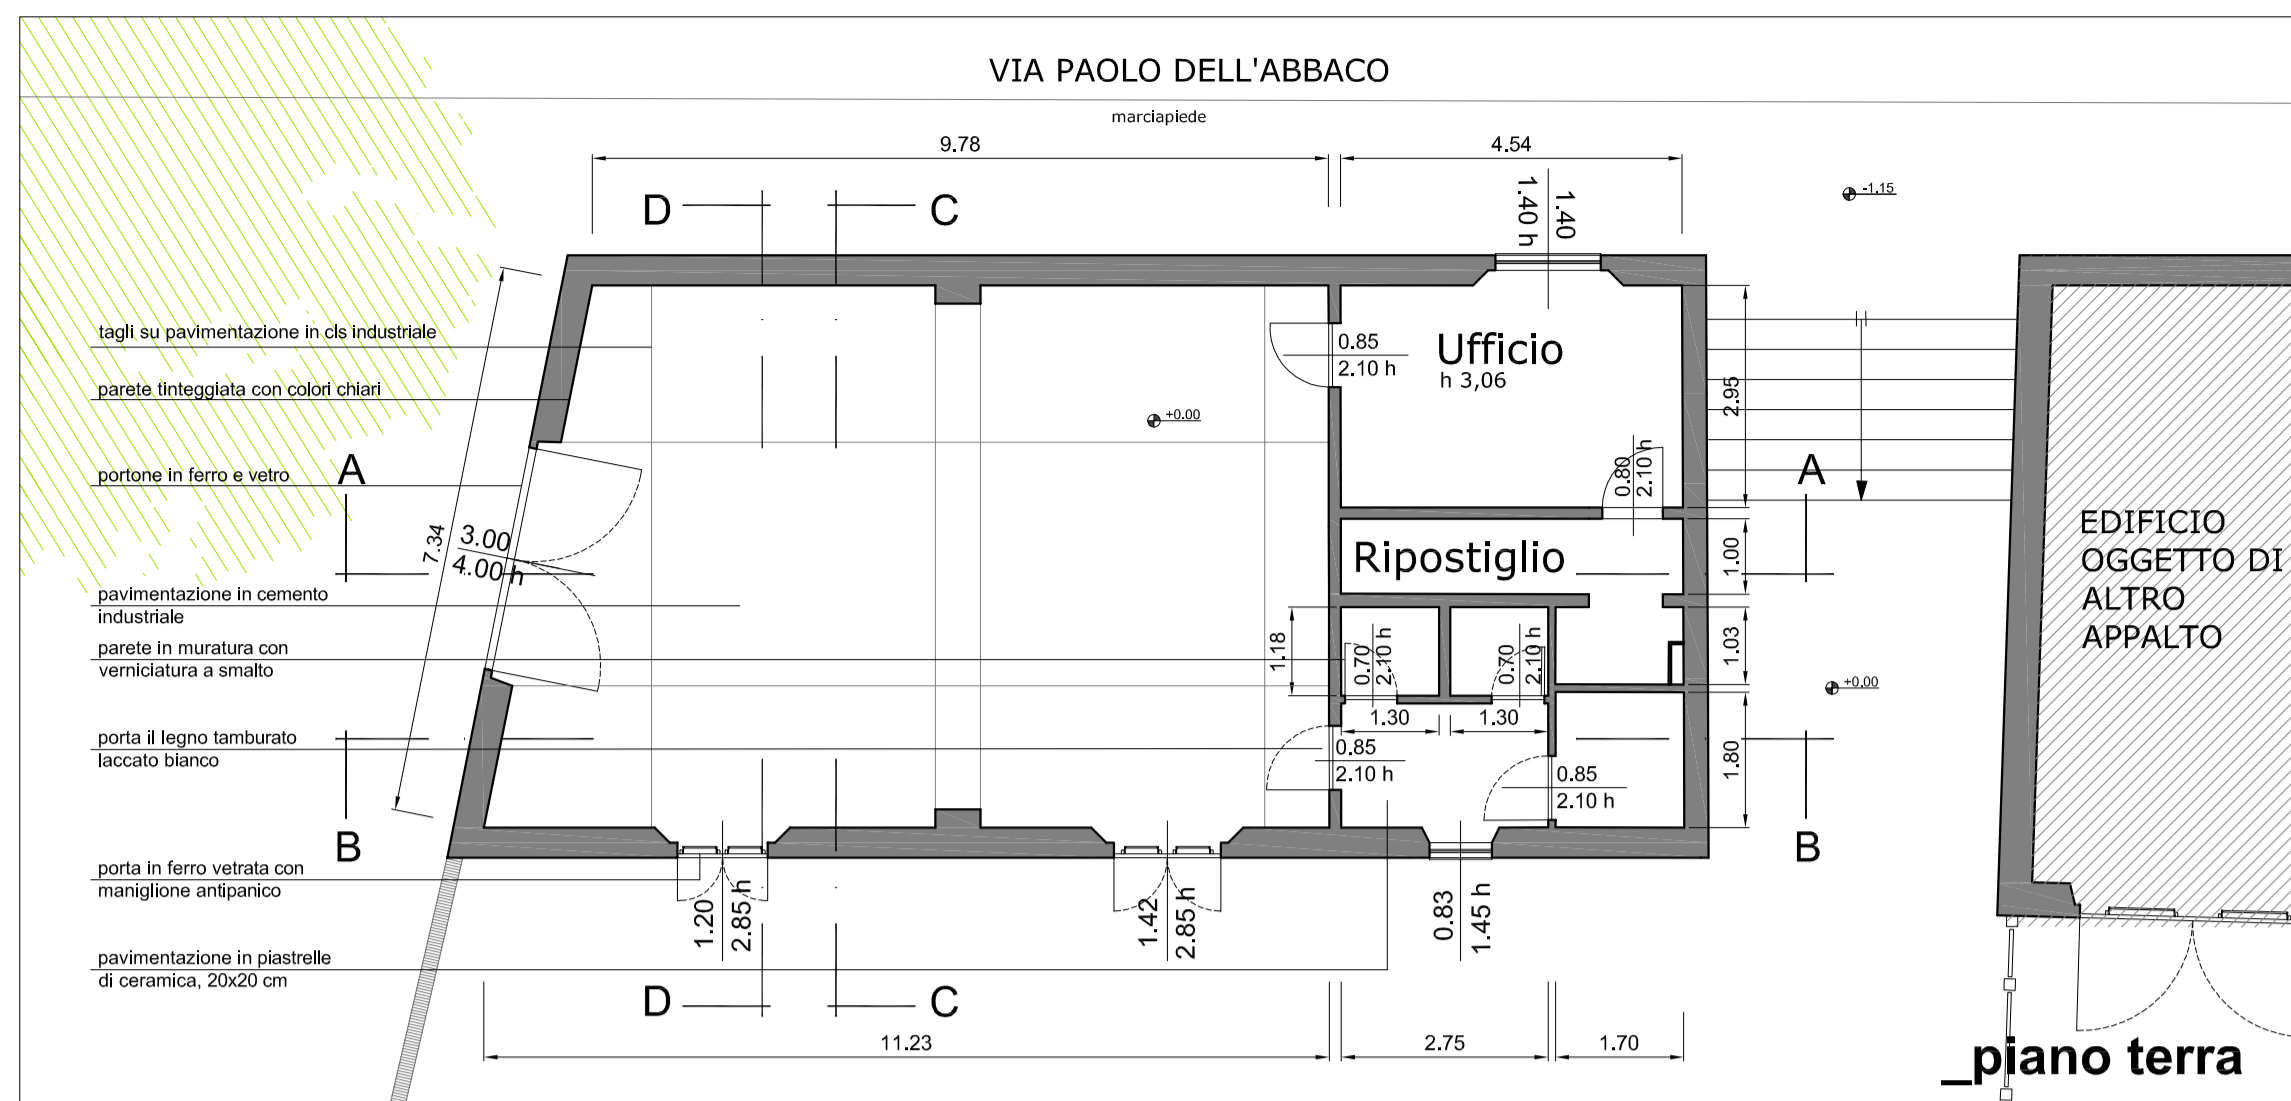 VIA PAOLO DELL'ABBACO
marciapiede
9.78
4.54
-1.15
1.40
1.40 h
D
C
tagli su pavimentazione in cls industriale
parete tinteggiata con colori chiari
portone in ferro e vetro
pavimentazione in cemento
industriale
parete in muratura con
verniciatura a smalto
porta il legno tamburato
laccato bianco
porta in ferro vetrata con
maniglione antipanico
pavimentazione in piastrelle
di ceramica, 20x20 cm
A
B
7.34
3.00
4.00 h
+0.00
0.85
2.10 h
Ufficio
h 3,06
0.80
2.10 h
2.95
Ripostiglio
1.00
1.18
0.70
2.10 h
0.70
2.10 h
1.03
1.30
1.30
0.85
2.10 h
0.85
2.10 h
1.80
A
B
+0.00
EDIFICIO
OGGETTO DI
ALTRO
APPALTO
1.20
2.85 h
1.42
2.85 h
0.83
1.45 h
D
C
11.23
2.75
1.70
_piano terra